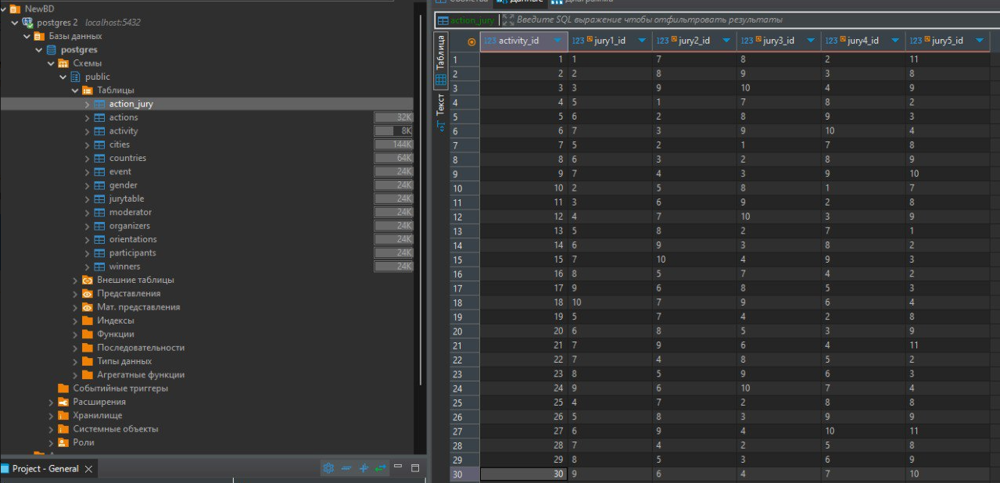 NewBD
postgres 2 localhost:5432
Базы данных
postgres
Схемы
public
Таблицы
action_jury
actions 32K
activity 8K
cities 144K
countries 64K
event 24K
gender 24K
jurytable 24K
moderator 24K
organizers 24K
orientations 24K
participants 24K
winners 24K
Внешние таблицы
Представления
Мат. представления
Индексы
Функции
Последовательности
Типы данных
Агрегатные функции
Событийные триггеры
Расширения
Хранилище
Системные объекты
Роли
Project - General
action_jury Введите SQL выражение чтобы отфильтровать результаты
Таблица
Текст
123 activity_id 123 jury1_id 123 jury2_id 123 jury3_id 123 jury4_id 123 jury5_id
1 1 1 7 8 2 11
2 2 2 8 9 3 8
3 3 3 9 10 4 9
4 4 5 1 7 8 2
5 5 6 2 8 9 3
6 6 7 3 9 10 4
7 7 5 2 1 7 8
8 8 6 3 2 8 9
9 9 7 4 3 9 10
10 10 2 5 8 1 7
11 11 3 6 9 2 8
12 12 4 7 10 3 9
13 13 5 8 2 7 1
14 14 6 9 3 8 2
15 15 7 10 4 9 3
16 16 8 5 7 4 2
17 17 9 6 8 5 3
18 18 10 7 9 6 4
19 19 5 7 4 2 8
20 20 6 8 5 3 9
21 21 7 9 6 4 11
22 22 7 4 8 5 2
23 23 8 5 9 6 3
24 24 9 6 10 7 4
25 25 4 7 2 8 8
26 26 5 8 3 9 9
27 27 6 9 4 10 11
28 28 7 4 2 5 8
29 29 8 5 3 6 9
30 30 9 6 4 7 10